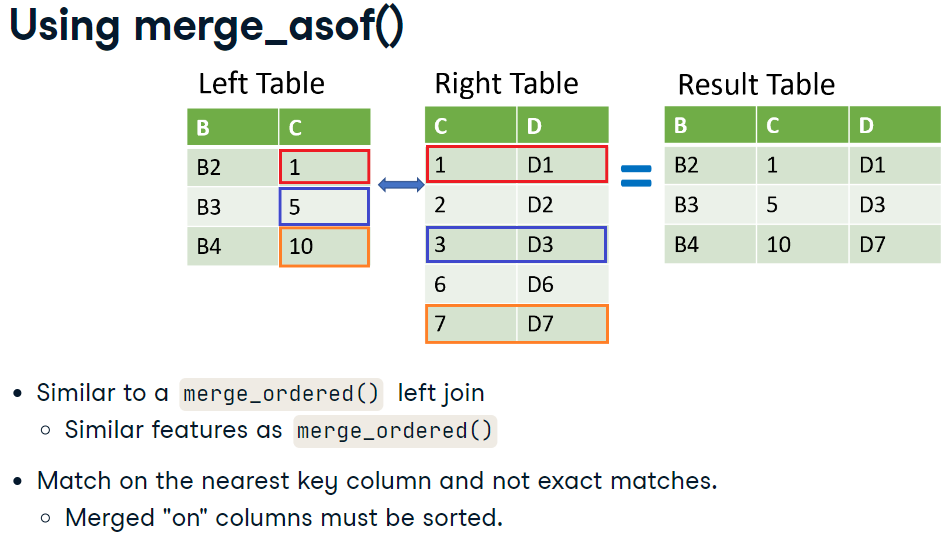 Using merge_asof()
Left Table Right Table Result Table
B C C D B C D
B2 1 1 D1 B2 1 D1
B3 5 2 D2 B3 5 D3
B4 10 3 D3 B4 10 D7
6 D6
7 D7
• Similar to a merge_ordered() left join
○ Similar features as merge_ordered()
• Match on the nearest key column and not exact matches.
○ Merged "on" columns must be sorted.